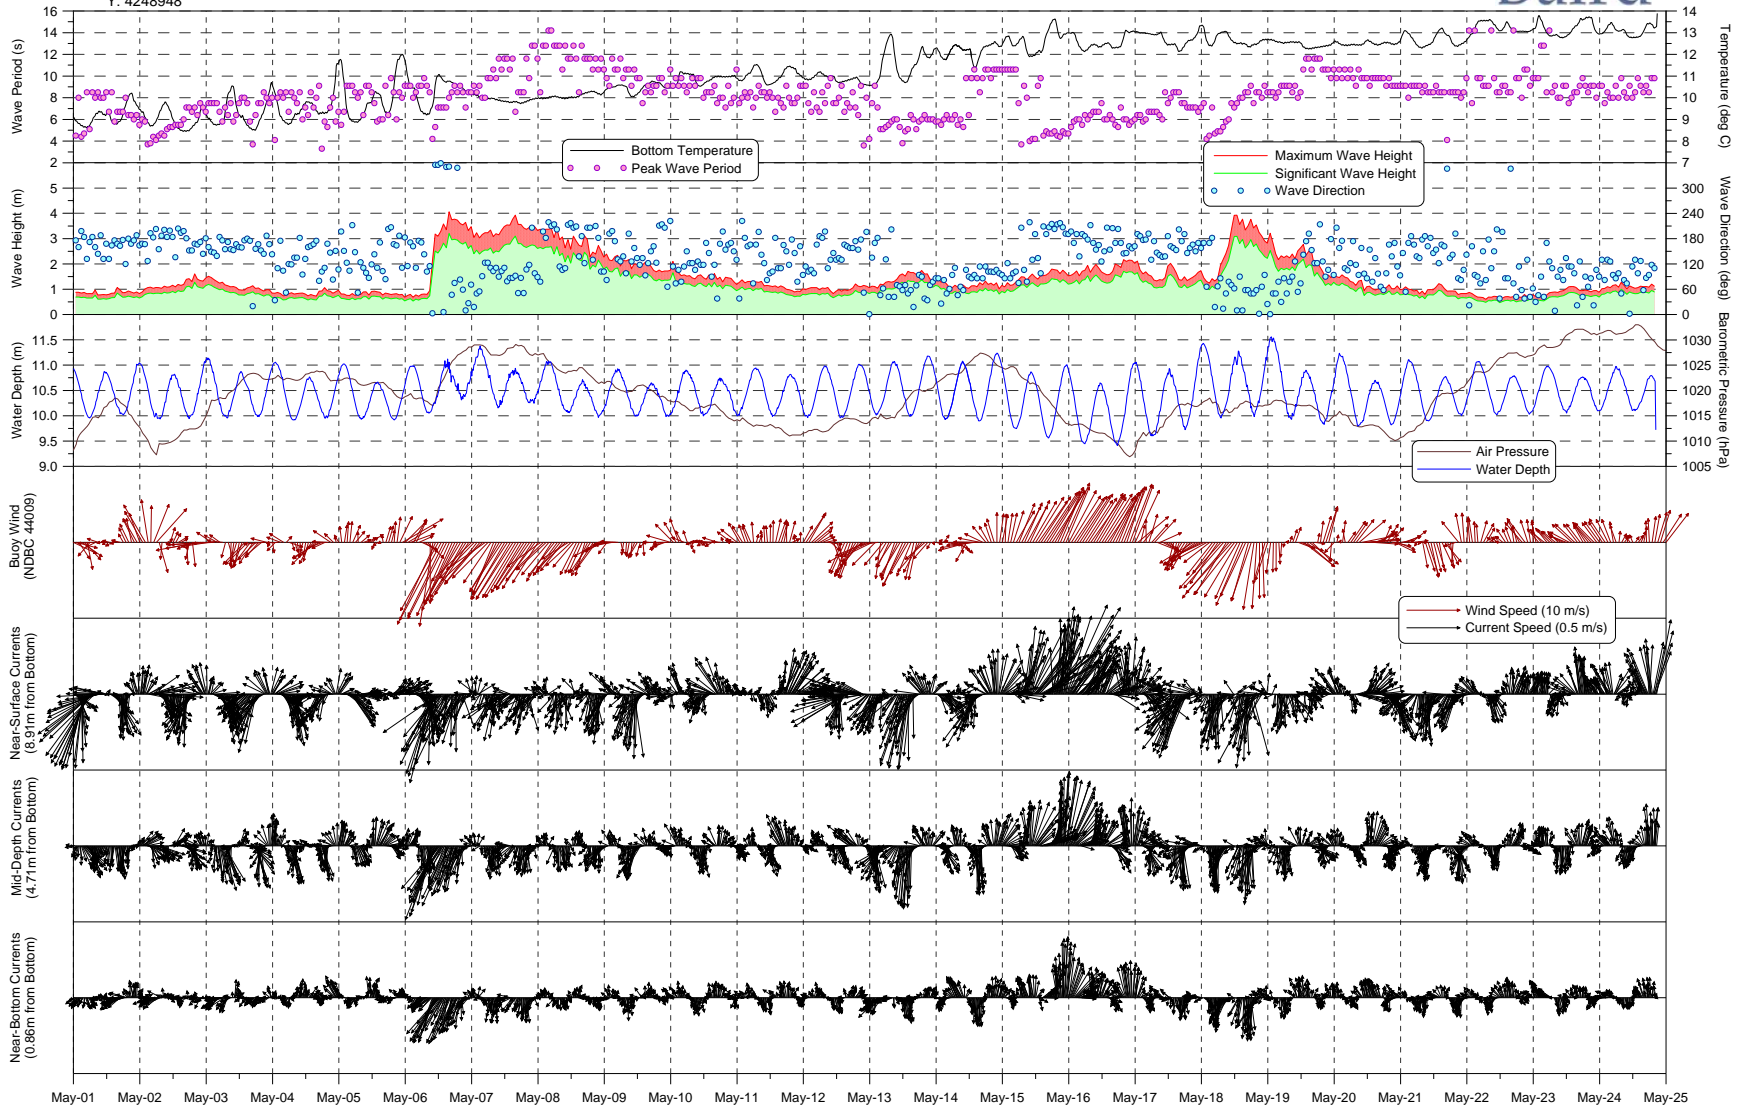 Y: 4248948
Baird
16
14
12
10
8
6
4
2
Wave Period (s)
14
13
12
11
10
9
8
7
Temperature (deg C)
Bottom Temperature
Peak Wave Period
Maximum Wave Height
Significant Wave Height
Wave Direction
5
4
3
2
1
0
Wave Height (m)
300
240
180
120
60
0
Wave Direction (deg)
11.5
11.0
10.5
10.0
9.5
9.0
Water Depth (m)
1030
1025
1020
1015
1010
1005
Barometric Pressure (hPa)
Air Pressure
Water Depth
Buoy Wind
(NDBC 44009)
Wind Speed (10 m/s)
Current Speed (0.5 m/s)
Near-Surface Currents
(8.91m from Bottom)
Mid-Depth Currents
(4.71m from Bottom)
Near-Bottom Currents
(0.86m from Bottom)
May-01 May-02 May-03 May-04 May-05 May-06 May-07 May-08 May-09 May-10 May-11 May-12 May-13 May-14 May-15 May-16 May-17 May-18 May-19 May-20 May-21 May-22 May-23 May-24 May-25